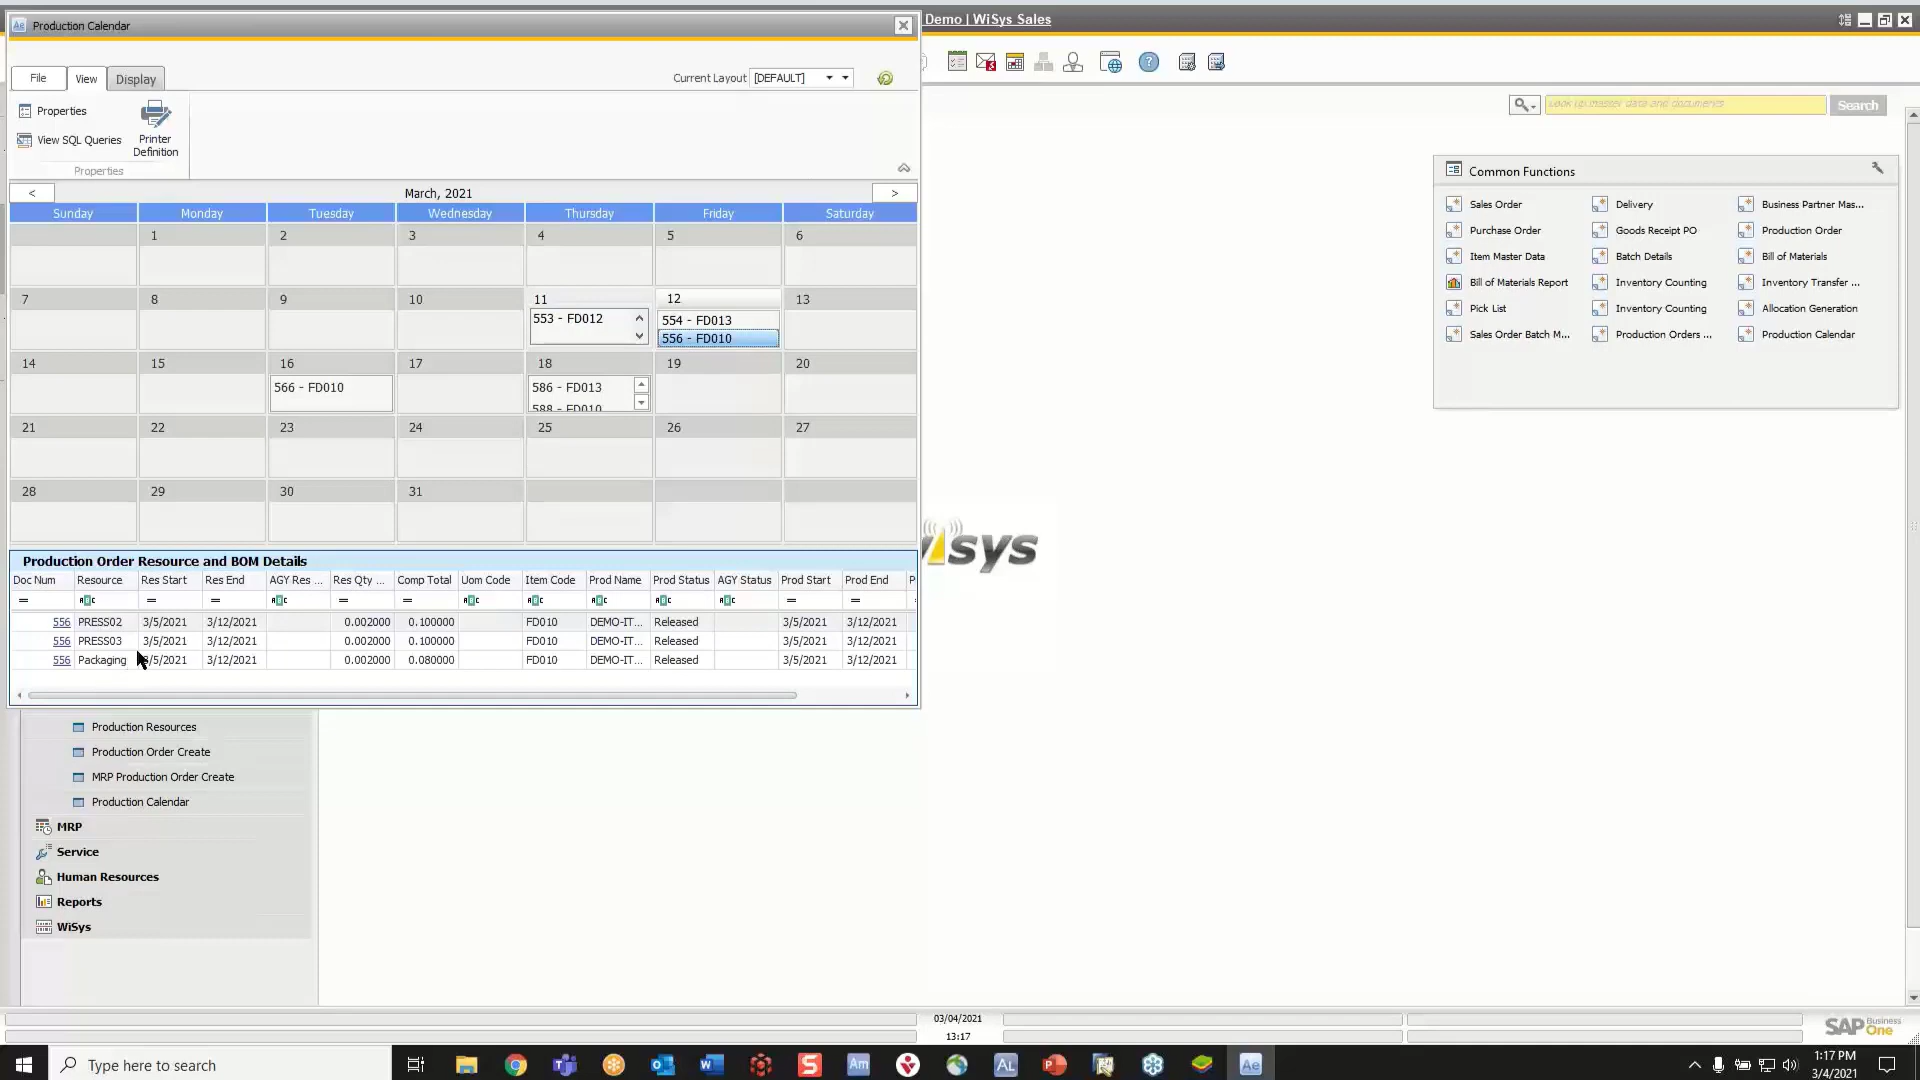 Production Calendar
Demo | WiSys Sales
File View Display
Current Layout [DEFAULT]
Properties
View SQL Queries
Printer Definition
Properties
Search
< March, 2021 >
Sunday Monday Tuesday Wednesday Thursday Friday Saturday
1 2 3 4 5 6
7 8 9 10 11 12 13
553 - FD012
554 - FD013
556 - FD010
14 15 16 17 18 19 20
566 - FD010
586 - FD013
588 - FD010
21 22 23 24 25 26 27
28 29 30 31
Production Order Resource and BOM Details
Doc Num Resource Res Start Res End AGY Res ... Res Qty ... Comp Total Uom Code Item Code Prod Name Prod Status AGY Status Prod Start Prod End P
556 PRESS02 3/5/2021 3/12/2021 0.002000 0.100000 FD010 DEMO-IT... Released 3/5/2021 3/12/2021
556 PRESS03 3/5/2021 3/12/2021 0.002000 0.100000 FD010 DEMO-IT... Released 3/5/2021 3/12/2021
556 Packaging 3/5/2021 3/12/2021 0.002000 0.080000 FD010 DEMO-IT... Released 3/5/2021 3/12/2021
Common Functions
Sales Order Delivery Business Partner Mas...
Purchase Order Goods Receipt PO Production Order
Item Master Data Batch Details Bill of Materials
Bill of Materials Report Inventory Counting Inventory Transfer ...
Pick List Inventory Counting Allocation Generation
Sales Order Batch M... Production Orders ... Production Calendar
Production Resources
Production Order Create
MRP Production Order Create
Production Calendar
MRP
Service
Human Resources
Reports
WiSys
03/04/2021
13:17
SAP Business One
Type here to search
1:17 PM
3/4/2021